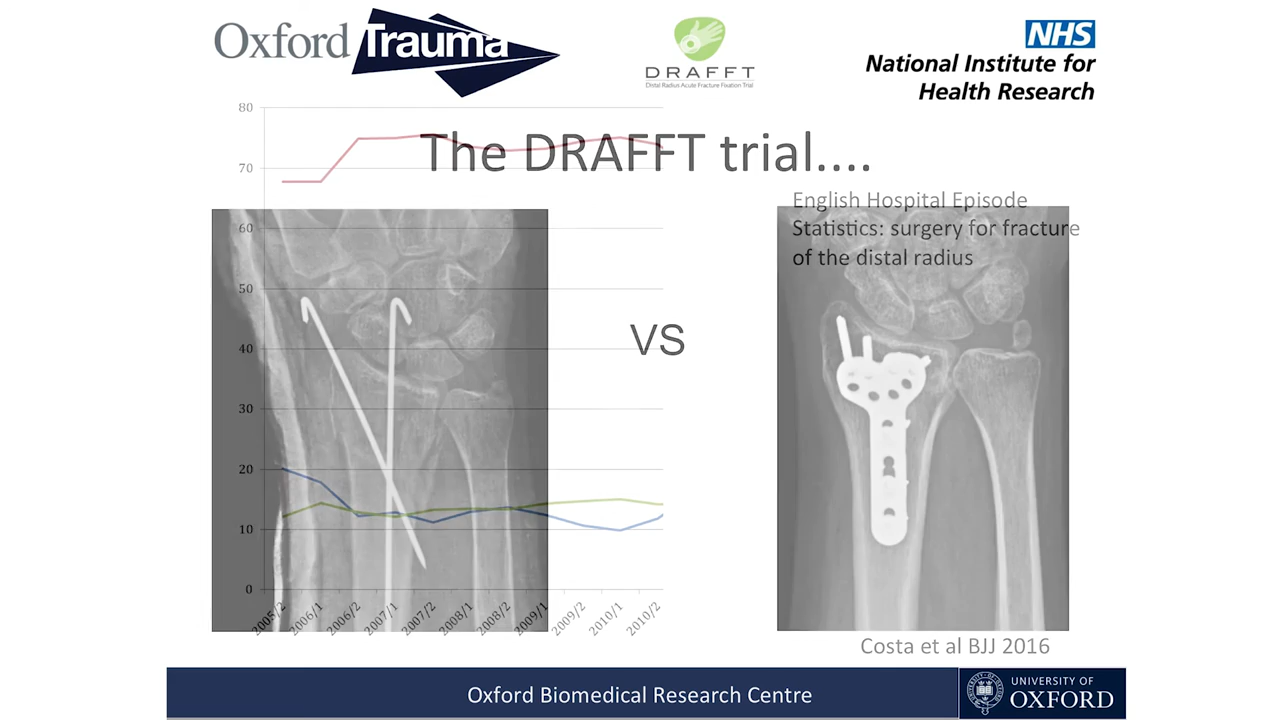 Oxford Trauma
DRAFFT
Distal Radius Acute Fracture Fixation Trial
NHS
National Institute for
Health Research
The DRAFFT trial....
English Hospital Episode
Statistics: surgery for fracture
of the distal radius
VS
80
70
60
50
40
30
20
10
0
2005/2
2006/1
2006/2
2007/1
2007/2
2008/1
2008/2
2009/1
2009/2
2010/1
2010/2
Costa et al BJJ 2016
Oxford Biomedical Research Centre
UNIVERSITY OF
OXFORD